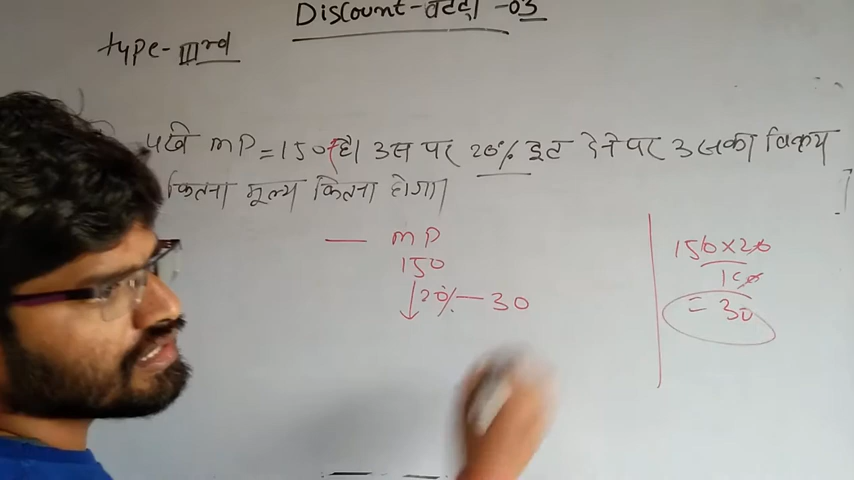 Discount-बट्टा -03
type- IIIrd
MP = 150₹ है। उस पर 20% छूट देने पर उसका विक्रय
कितना मूल्य कितना होगा
— MP
150
↓20% — 30
150×20
100
= 30